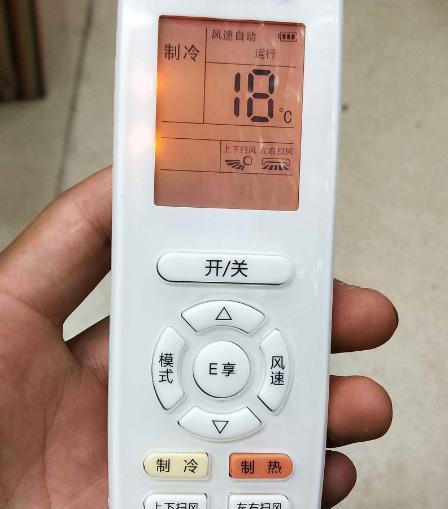 风速自动
制冷 运行
18℃
上下扫风 左右扫风
开/关
模式 E享 风速
制冷 制热
上下扫风 左右扫风